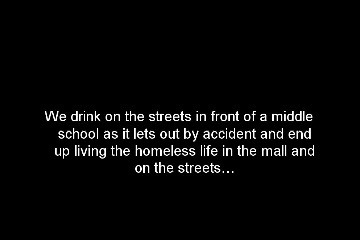 We drink on the streets in front of a middle
school as it lets out by accident and end
up living the homeless life in the mall and
on the streets…